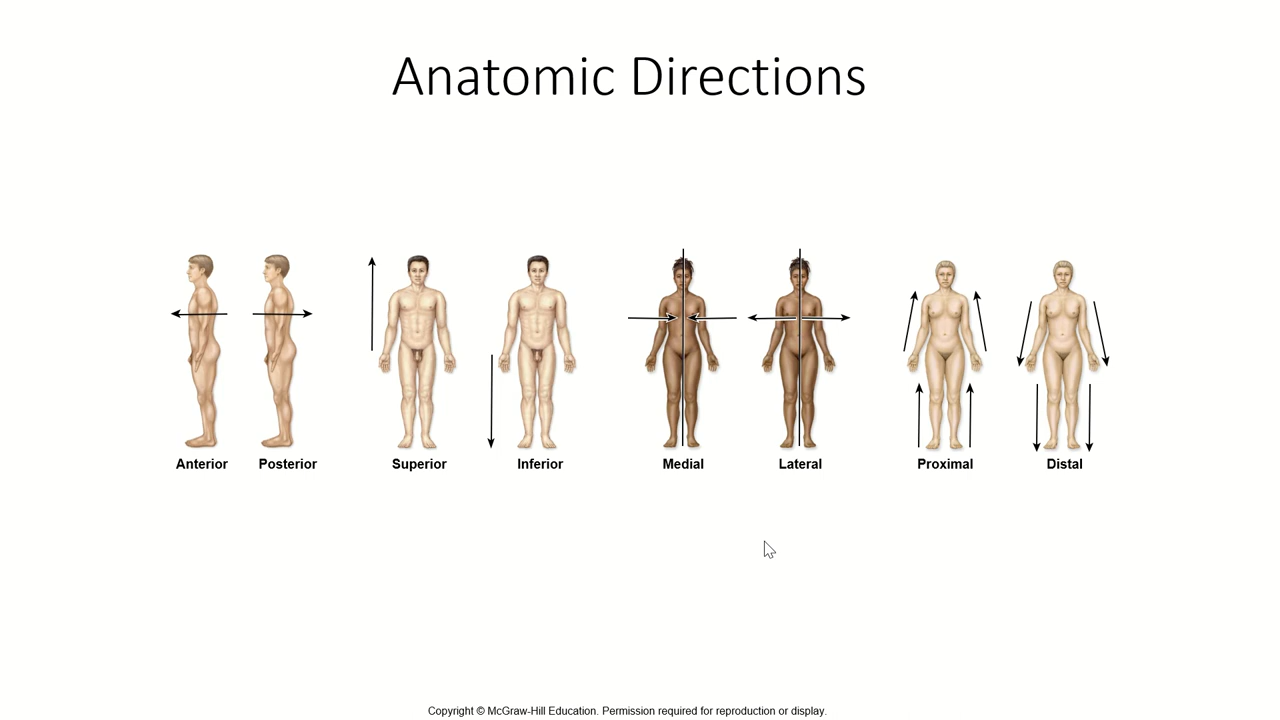 Anatomic Directions
Anterior Posterior Superior Inferior Medial Lateral Proximal Distal
Copyright © McGraw-Hill Education. Permission required for reproduction or display.